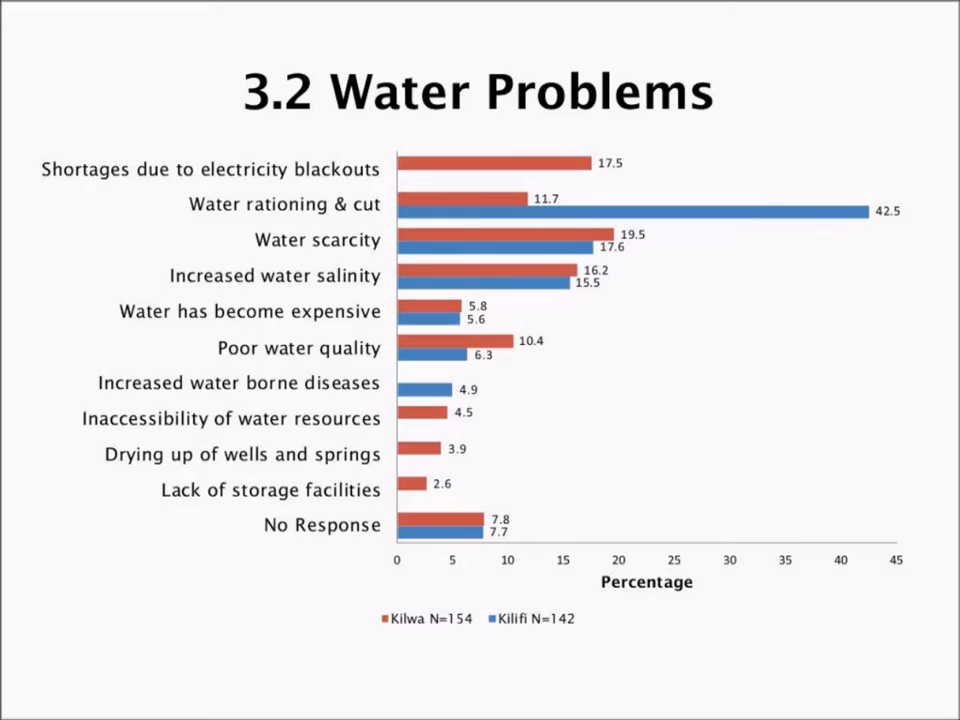 3.2 Water Problems
Shortages due to electricity blackouts 17.5
Water rationing & cut 11.7
42.5
Water scarcity 19.5
17.6
Increased water salinity 16.2
15.5
Water has become expensive 5.8
5.6
Poor water quality 10.4
6.3
Increased water borne diseases 4.9
Inaccessibility of water resources 4.5
Drying up of wells and springs 3.9
Lack of storage facilities 2.6
No Response 7.8
7.7
0 5 10 15 20 25 30 35 40 45
Percentage
Kilwa N=154 Kilifi N=142